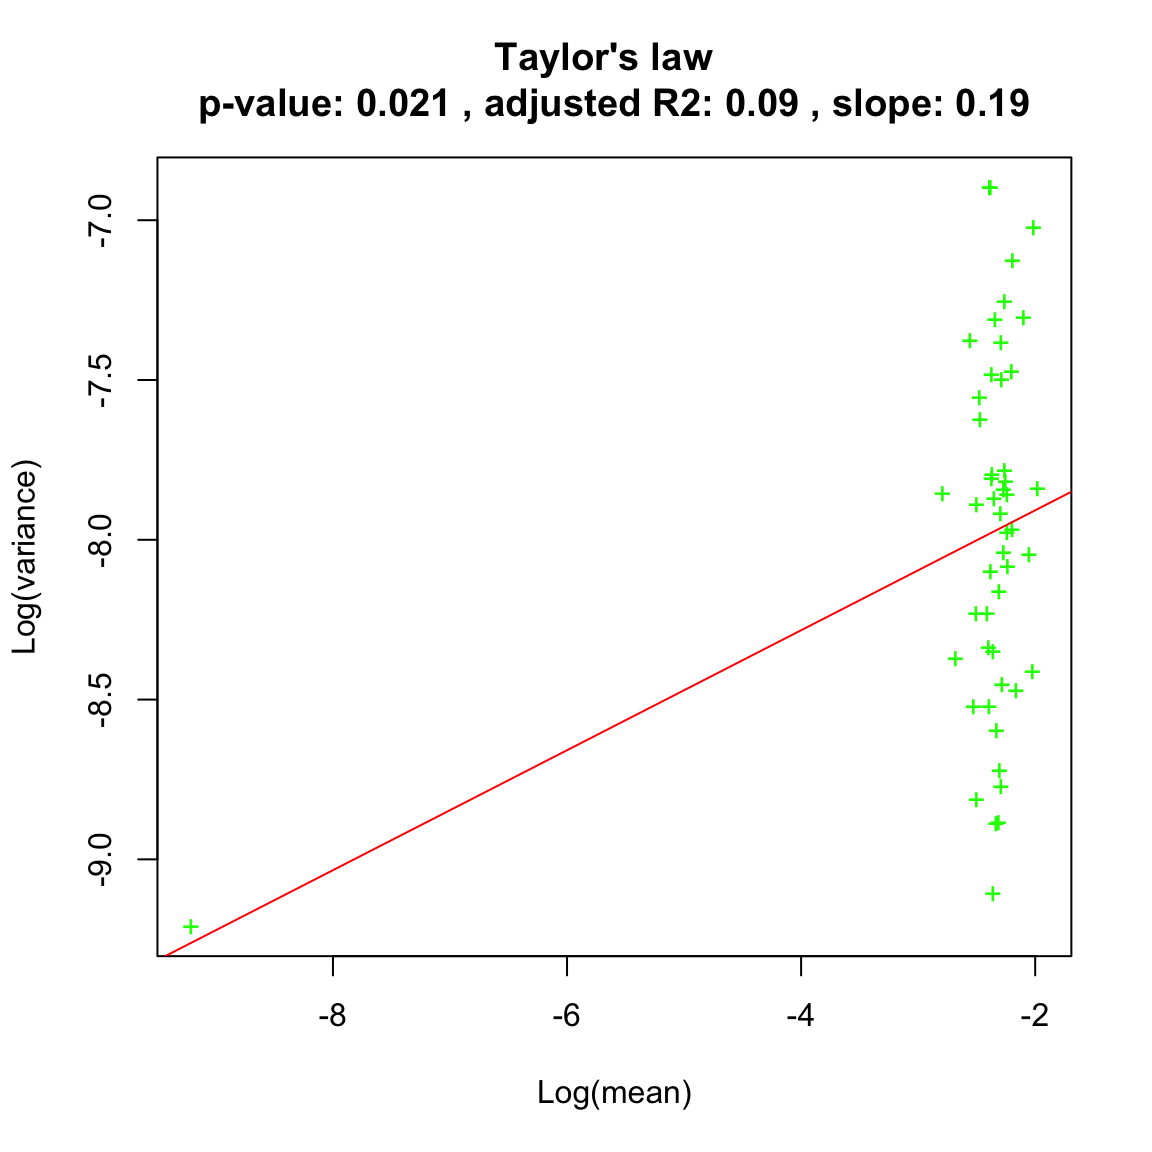 Taylor's law
p-value: 0.021 , adjusted R2: 0.09 , slope: 0.19
Log(variance)
-7.0
-7.5
-8.0
-8.5
-9.0
-8
-6
-4
-2
Log(mean)